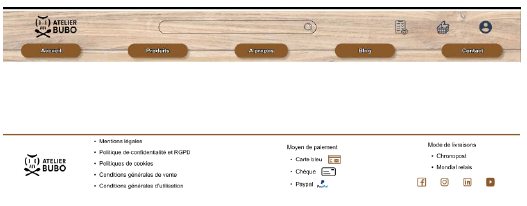 ATELIER
BUBO
Accueil
Produits
A propos
Blog
Contact
ATELIER
BUBO
• Mentions légales
• Politique de confidentialité et RGPD
• Politiques de cookies
• Conditions générales de vente
• Conditions générales d'utilisation
Moyen de paiement
• Carte bleu
• Chèque
• Paypal
Mode de livraisons
• Chronopost
• Mondial relais